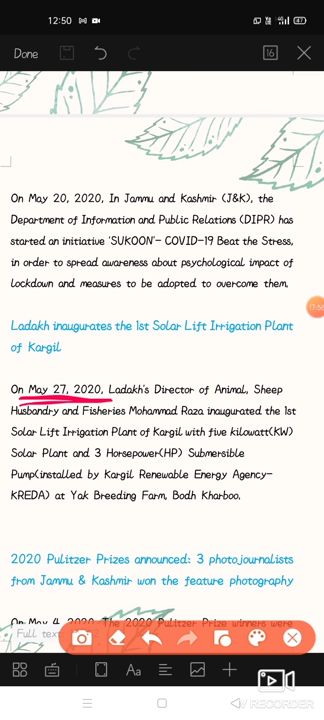 12:50
47
Done
16
On May 20, 2020, In Jammu and Kashmir (J&K), the
Department of Information and Public Relations (DIPR) has
started an initiative 'SUKOON'- COVID-19 Beat the Stress,
in order to spread awareness about psychological impact of
lockdown and measures to be adopted to overcome them.
Ladakh inaugurates the 1st Solar Lift Irrigation Plant
of Kargil
On May 27, 2020, Ladakh's Director of Animal, Sheep
Husbandry and Fisheries Mohammad Raza inaugurated the 1st
Solar Lift Irrigation Plant of Kargil with five kilowatt(KW)
Solar Plant and 3 Horsepower(HP) Submersible
Pump(installed by Kargil Renewable Energy Agency-
KREDA) at Yak Breeding Farm, Bodh Kharboo.
2020 Pulitzer Prizes announced: 3 photojournalists
from Jammu & Kashmir won the feature photography
On May 4, 2020, The 2020 Pulitzer Prize winners were
Full text
Aa
RECORDER